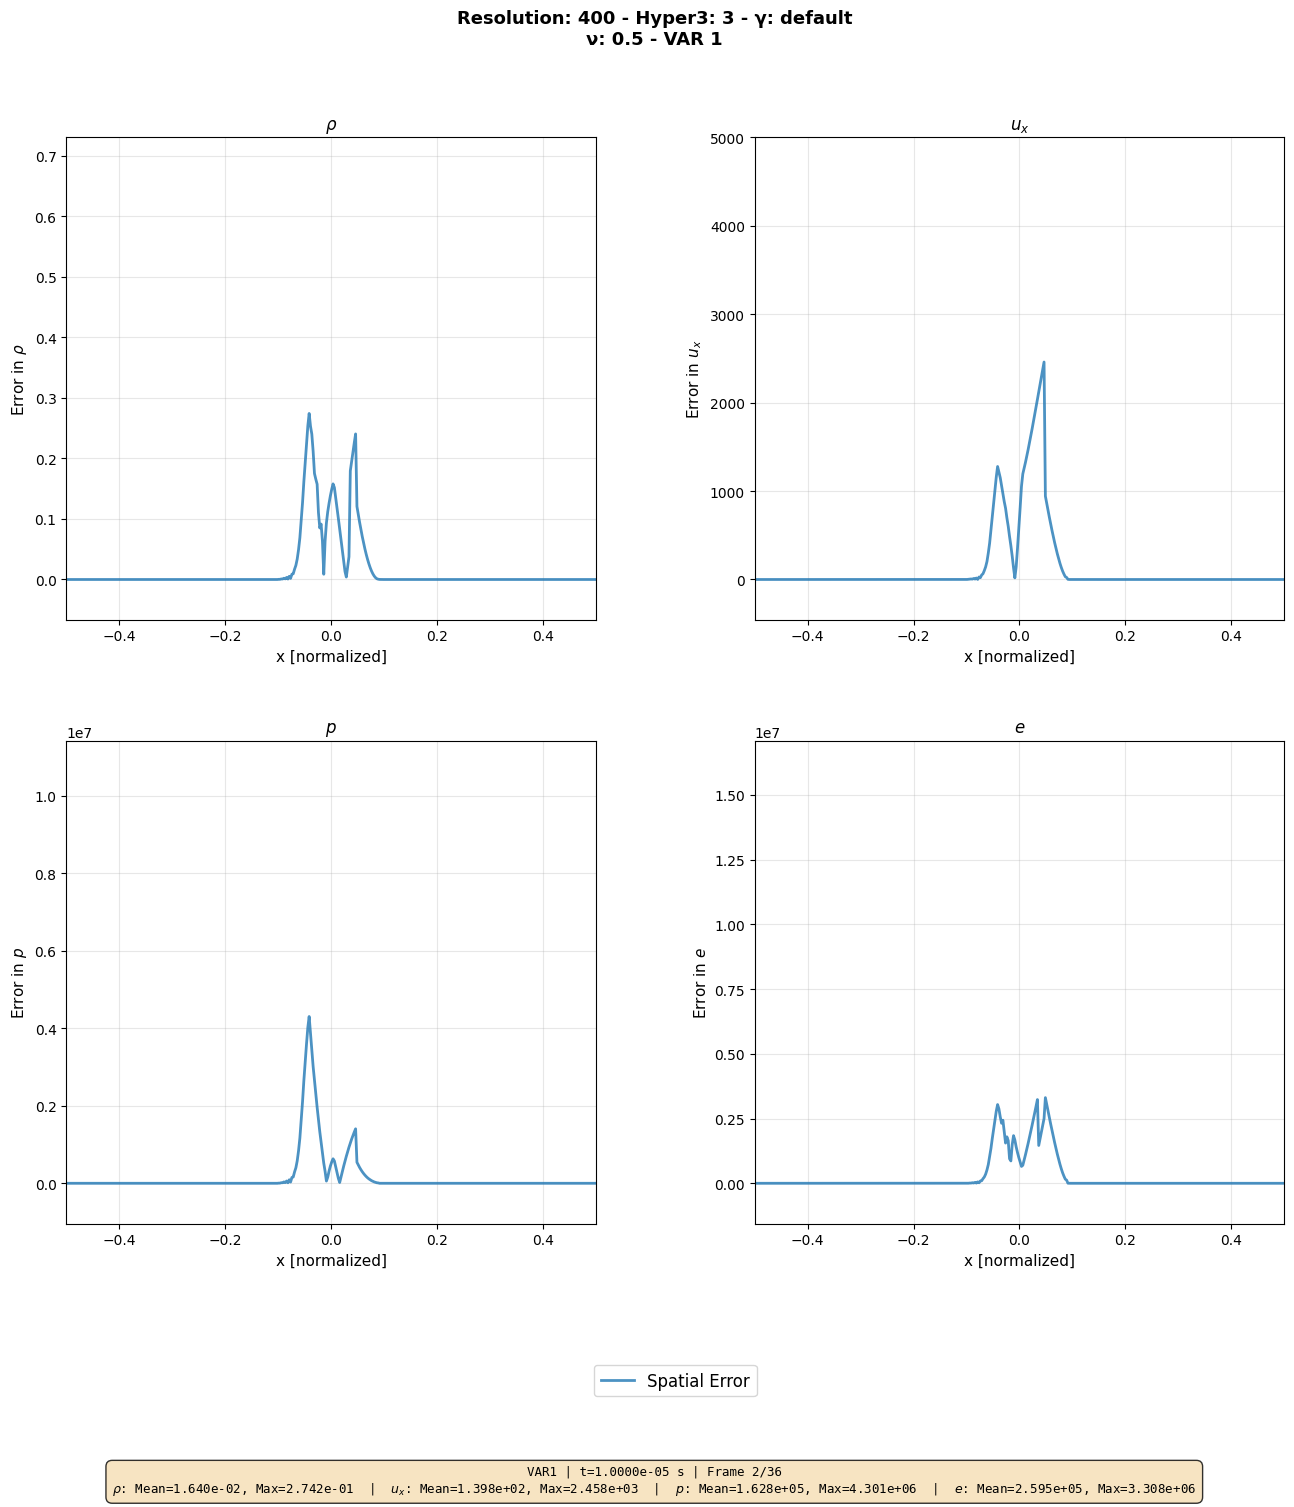 Resolution: 400 - Hyper3: 3 - γ: default
ν: 0.5 - VAR 1
ρ
0.7
0.6
0.5
0.4
0.3
0.2
0.1
0.0
Error in ρ
−0.4 −0.2 0.0 0.2 0.4
x [normalized]
u_x
5000
4000
3000
2000
1000
0
Error in u_x
−0.4 −0.2 0.0 0.2 0.4
x [normalized]
p
1e7
1.0
0.8
0.6
0.4
0.2
0.0
Error in p
−0.4 −0.2 0.0 0.2 0.4
x [normalized]
e
1e7
1.50
1.25
1.00
0.75
0.50
0.25
0.00
Error in e
−0.4 −0.2 0.0 0.2 0.4
x [normalized]
Spatial Error
VAR1 | t=1.0000e-05 s | Frame 2/36
ρ: Mean=1.640e-02, Max=2.742e-01 | u_x: Mean=1.398e+02, Max=2.458e+03 | p: Mean=1.628e+05, Max=4.301e+06 | e: Mean=2.595e+05, Max=3.308e+06